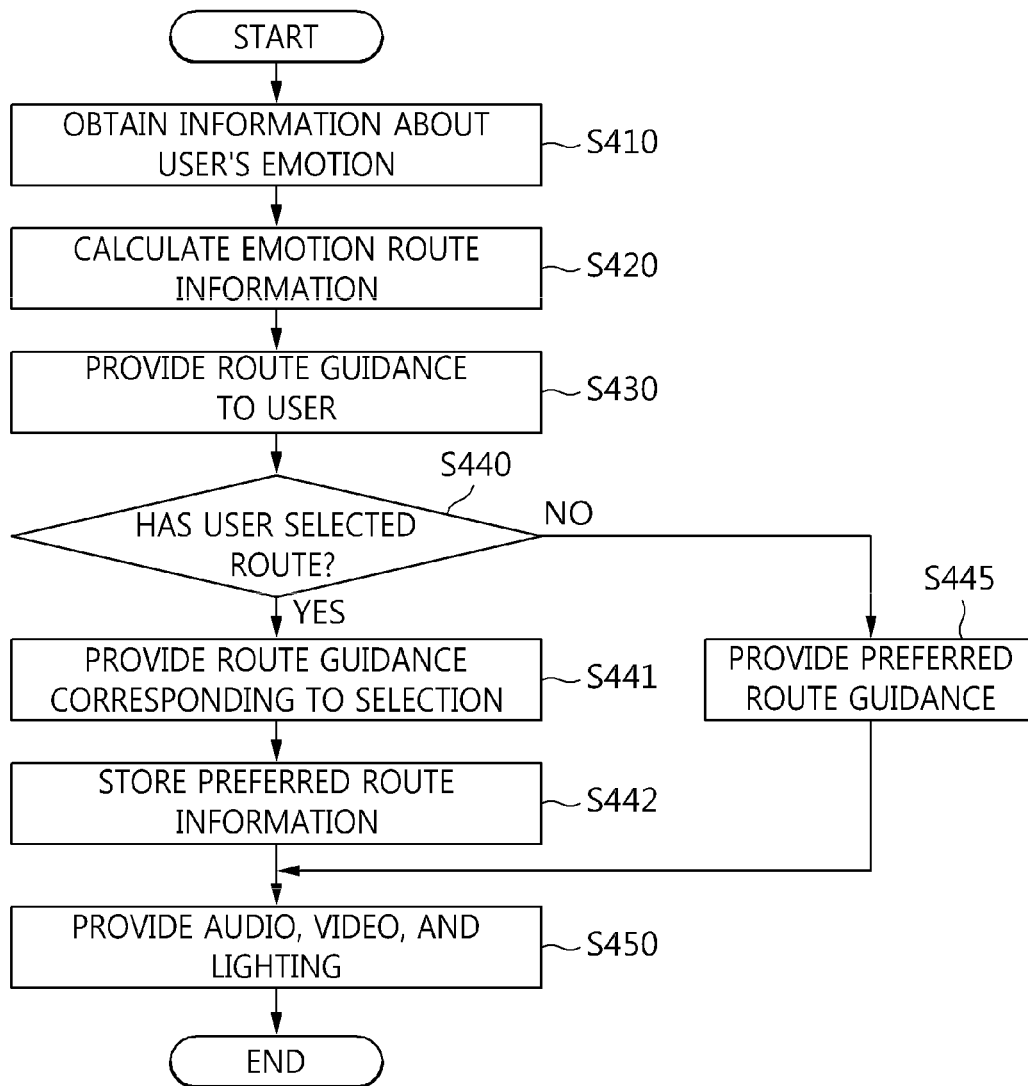 START
OBTAIN INFORMATION ABOUT
USER'S EMOTION
S410
CALCULATE EMOTION ROUTE
INFORMATION
S420
PROVIDE ROUTE GUIDANCE
TO USER
S430
S440
HAS USER SELECTED
ROUTE?
NO
YES
S445
PROVIDE PREFERRED
ROUTE GUIDANCE
PROVIDE ROUTE GUIDANCE
CORRESPONDING TO SELECTION
S441
STORE PREFERRED ROUTE
INFORMATION
S442
PROVIDE AUDIO, VIDEO, AND
LIGHTING
S450
END